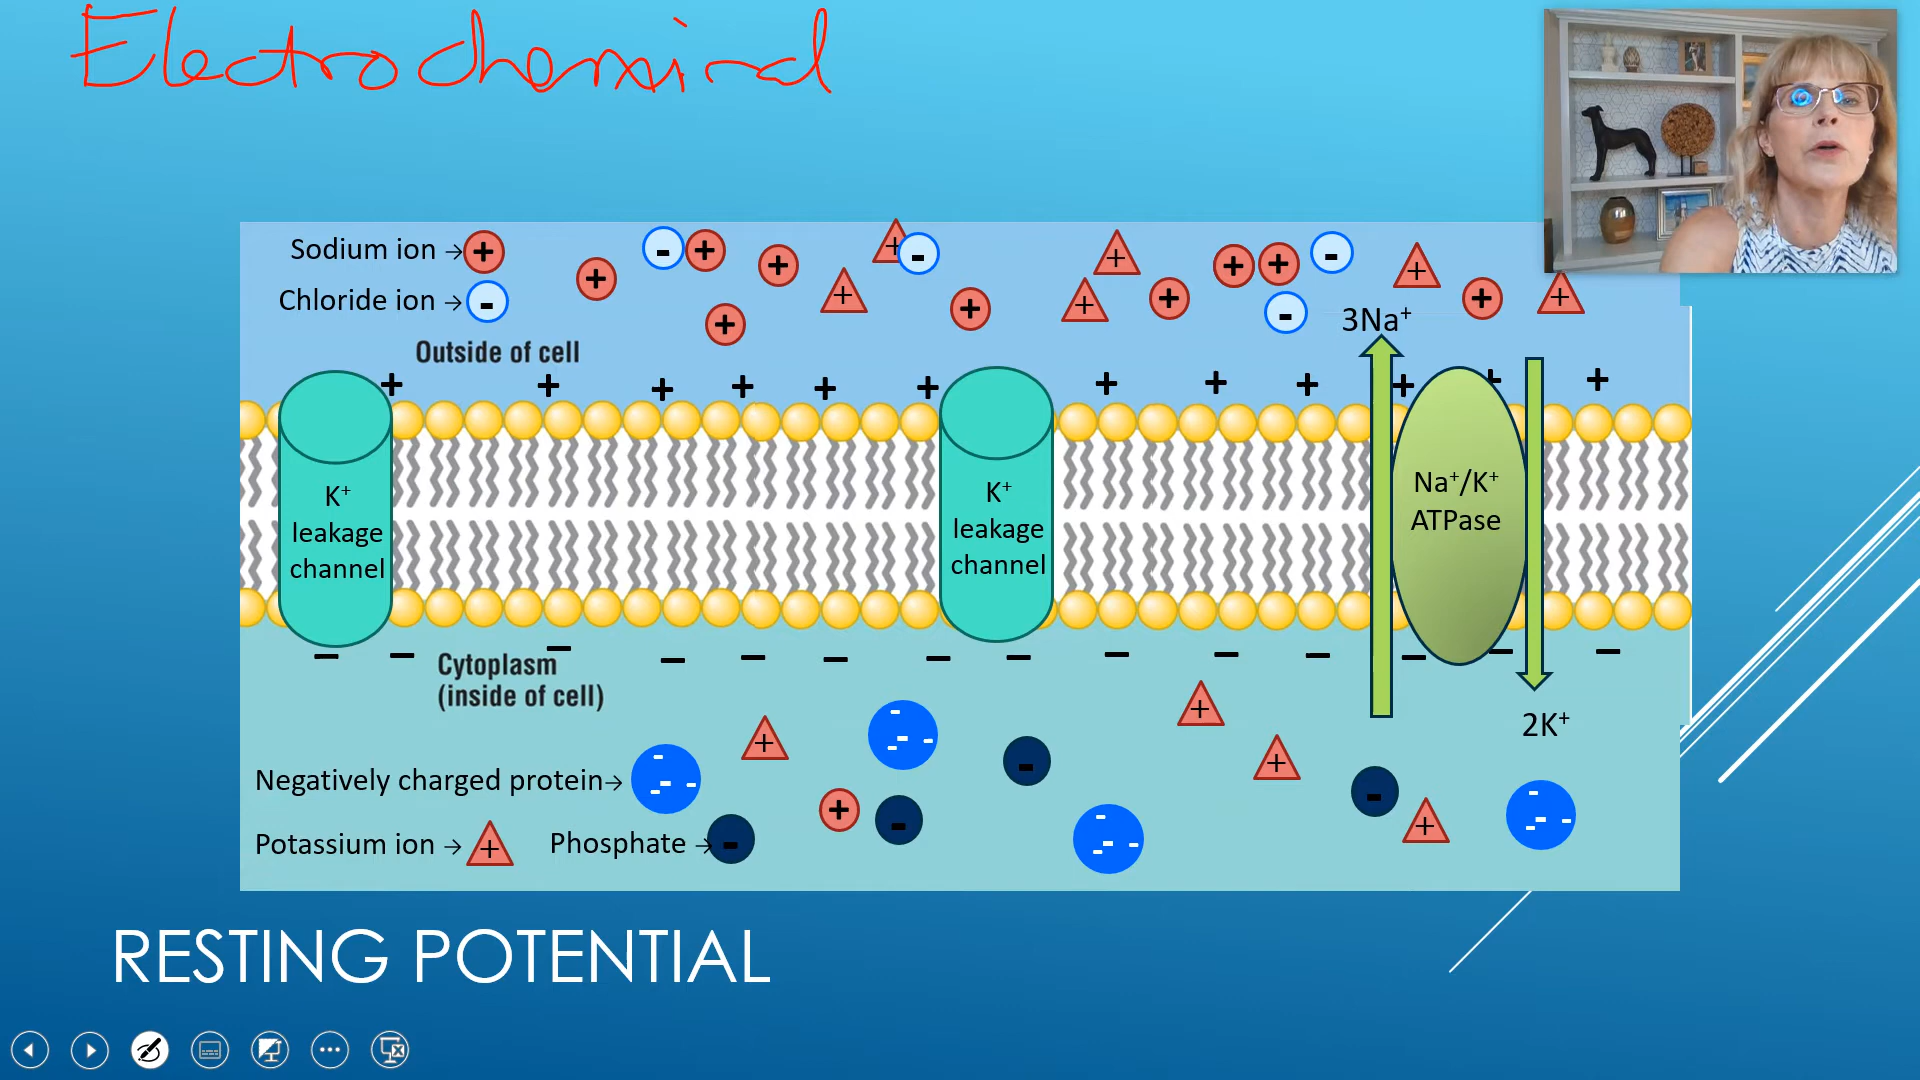 Electrochemical
Sodium ion → +
Chloride ion → -
Outside of cell
3Na⁺
K⁺
leakage
channel
K⁺
leakage
channel
Na⁺/K⁺
ATPase
Cytoplasm
(inside of cell)
2K⁺
Negatively charged protein→
Potassium ion → +
Phosphate → -
RESTING POTENTIAL